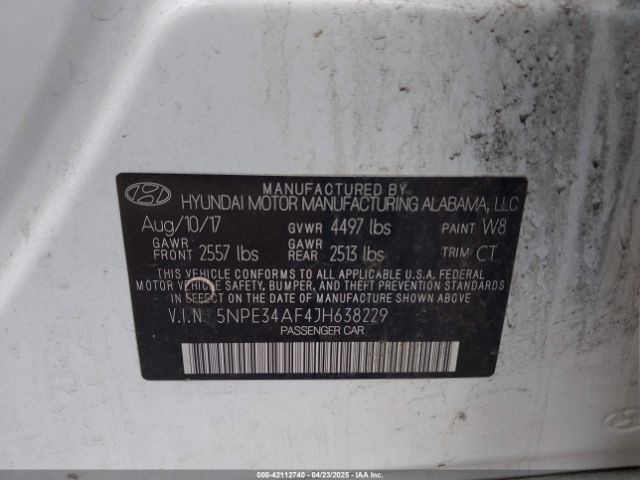 MANUFACTURED BY
HYUNDAI MOTOR MANUFACTURING ALABAMA, LLC
Aug/10/17 GVWR 4497 lbs PAINT W8
GAWR FRONT 2557 lbs GAWR REAR 2513 lbs TRIM CT
THIS VEHICLE CONFORMS TO ALL APPLICABLE U.S.A. FEDERAL
MOTOR VEHICLE SAFETY, BUMPER, AND THEFT PREVENTION
STANDARDS IN EFFECT ON THE DATE OF MANUFACTURE SHOWN ABOVE
V.I.N 5NPE34AF4JH638229
PASSENGER CAR
000-42112740 - 04/23/2025 - IAAI.COM